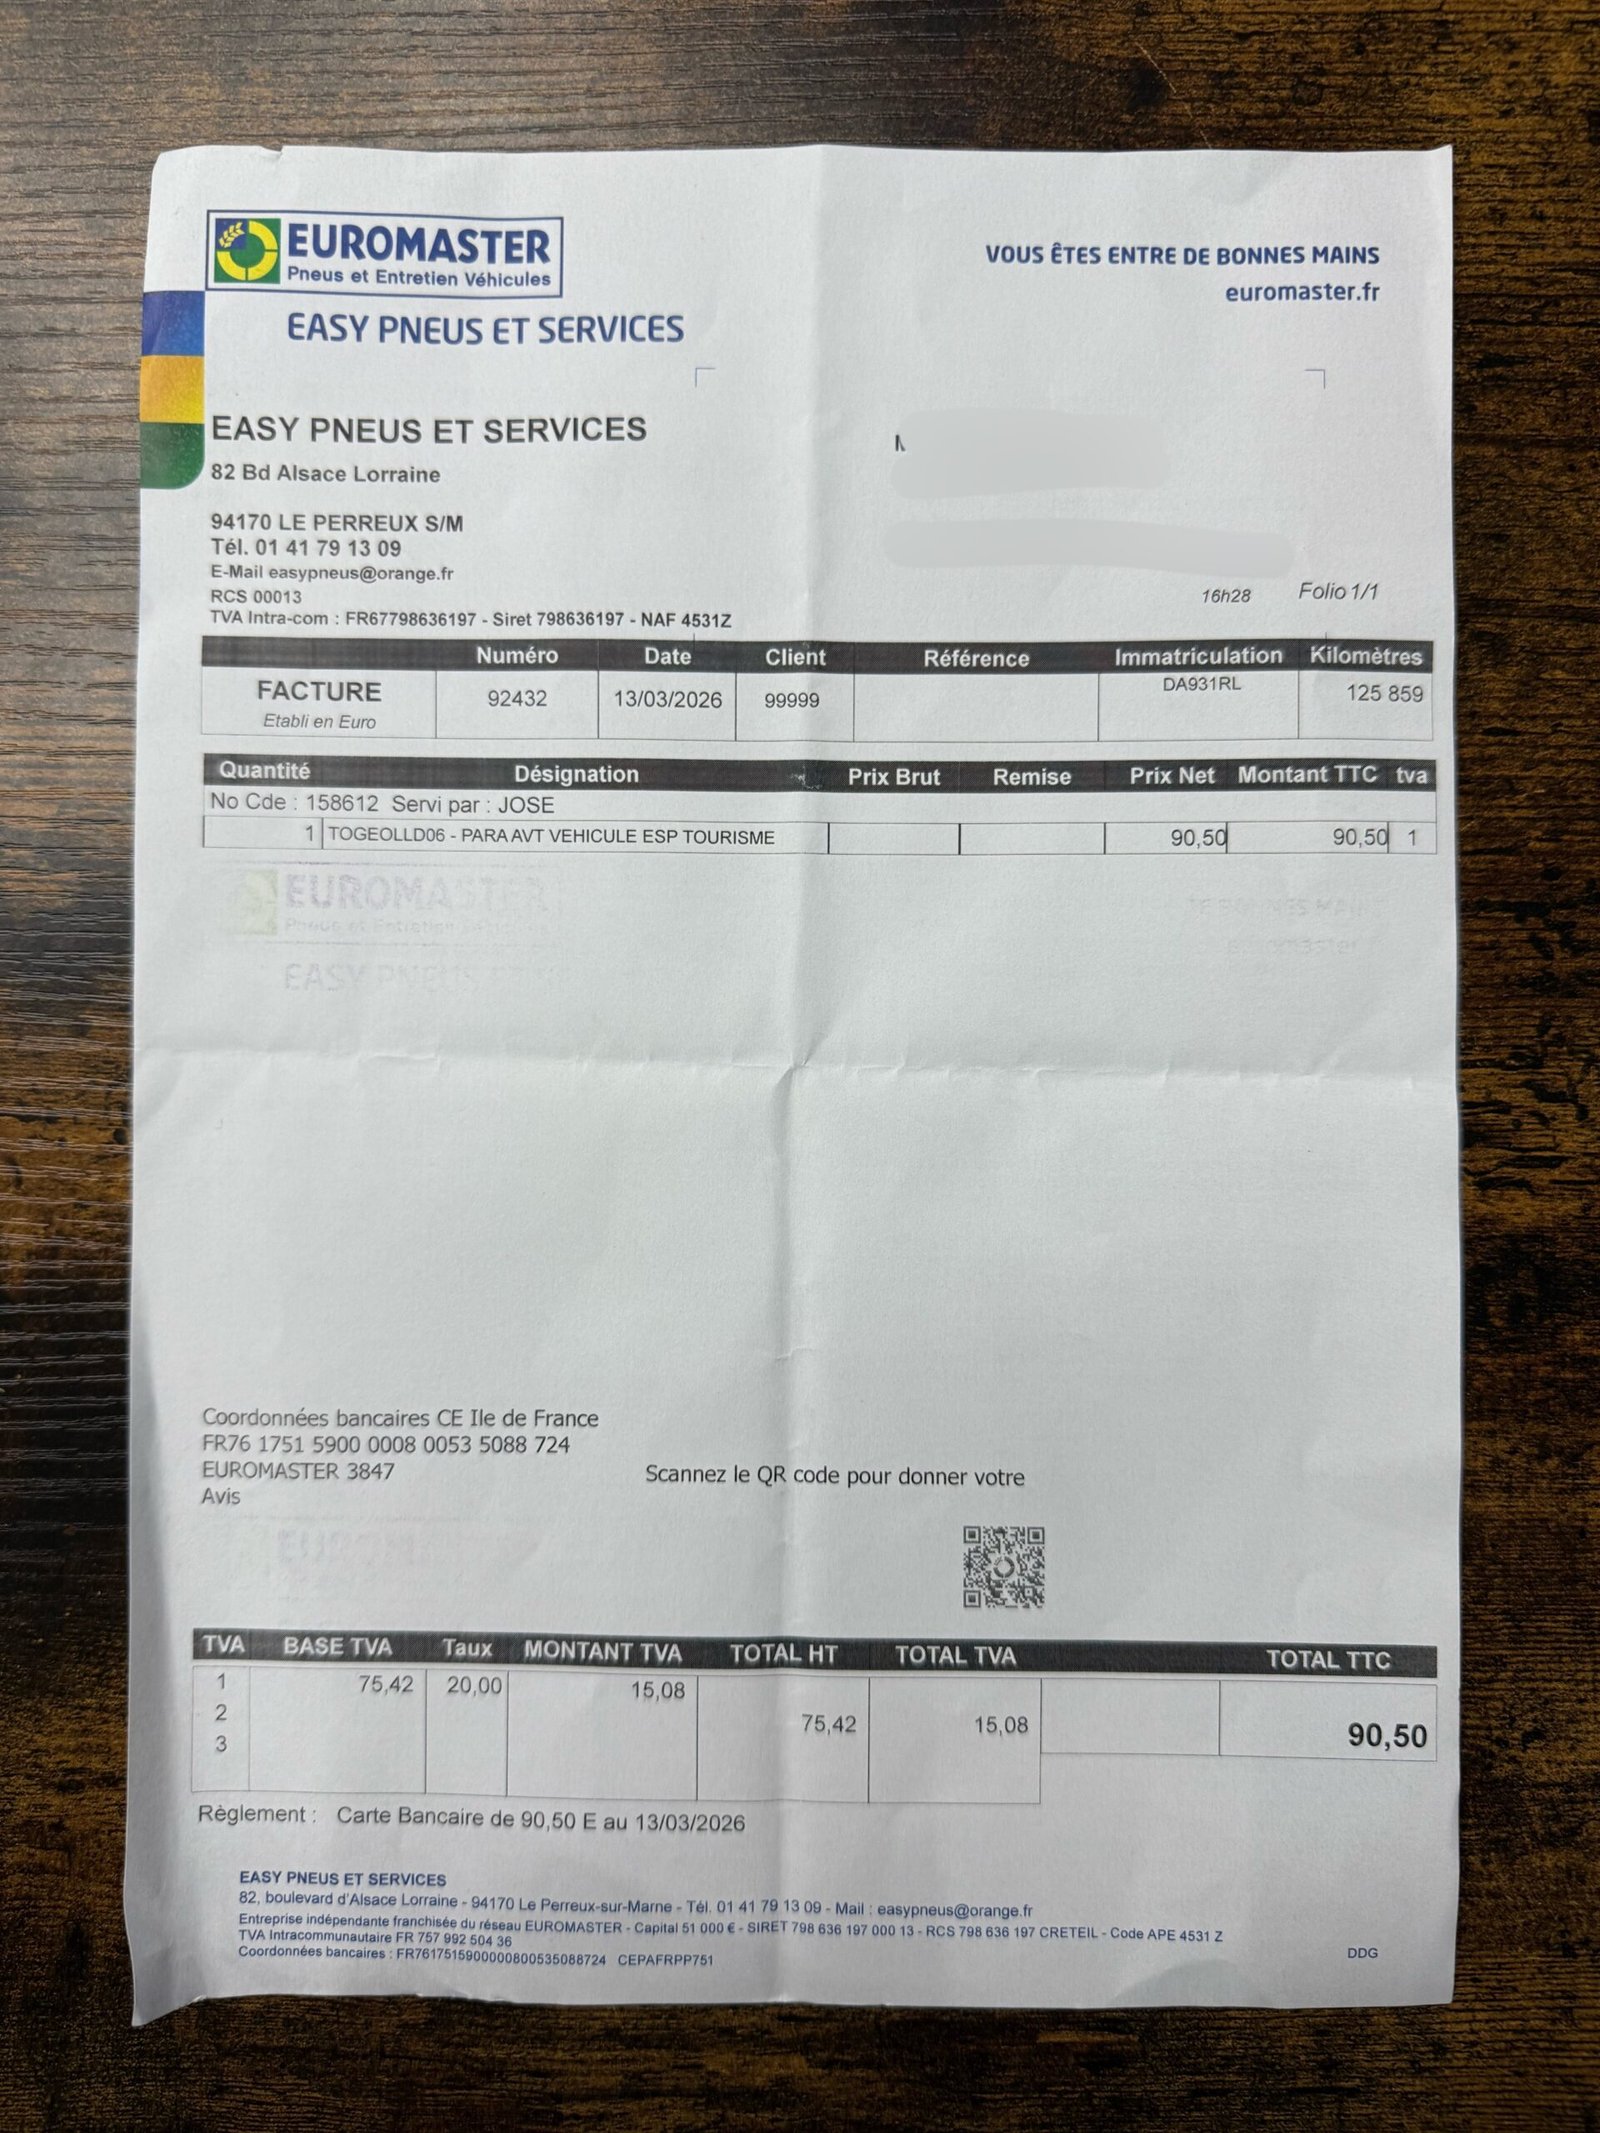 EUROMASTER
Pneus et Entretien Véhicules
EASY PNEUS ET SERVICES
VOUS ÊTES ENTRE DE BONNES MAINS
euromaster.fr
EASY PNEUS ET SERVICES
82 Bd Alsace Lorraine
94170 LE PERREUX S/M
Tél. 01 41 79 13 09
E-Mail easypneus@orange.fr
RCS 00013
TVA Intra-com : FR67798636197 - Siret 798636197 - NAF 4531Z
16h28 Folio 1/1
Numéro Date Client Référence Immatriculation Kilomètres
FACTURE 92432 13/03/2026 99999 DA931RL 125 859
Etabli en Euro
Quantité Désignation Prix Brut Remise Prix Net Montant TTC tva
No Cde : 158612 Servi par : JOSE
1 TOGEOLLD06 - PARA AVT VEHICULE ESP TOURISME 90,50 90,50 1
EUROMASTER
Pneus et Entretien Véhicules
EASY PNEUS ET
Coordonnées bancaires CE Ile de France
FR76 1751 5900 0008 0053 5088 724
EUROMASTER 3847
Avis
Scannez le QR code pour donner votre
TVA BASE TVA Taux MONTANT TVA TOTAL HT TOTAL TVA TOTAL TTC
1 75,42 20,00 15,08
2 75,42 15,08 90,50
3
Règlement : Carte Bancaire de 90,50 E au 13/03/2026
EASY PNEUS ET SERVICES
82, boulevard d'Alsace Lorraine - 94170 Le Perreux-sur-Marne - Tél. 01 41 79 13 09 - Mail : easypneus@orange.fr
Entreprise indépendante franchisée du réseau EUROMASTER - Capital 51 000 € - SIRET 798 636 197 000 13 - RCS 798 636 197 CRETEIL - Code APE 4531 Z
TVA Intracommunautaire FR 757 992 504 36
Coordonnées bancaires : FR7617515900000800535088724 CEPAFRPP751
DDG